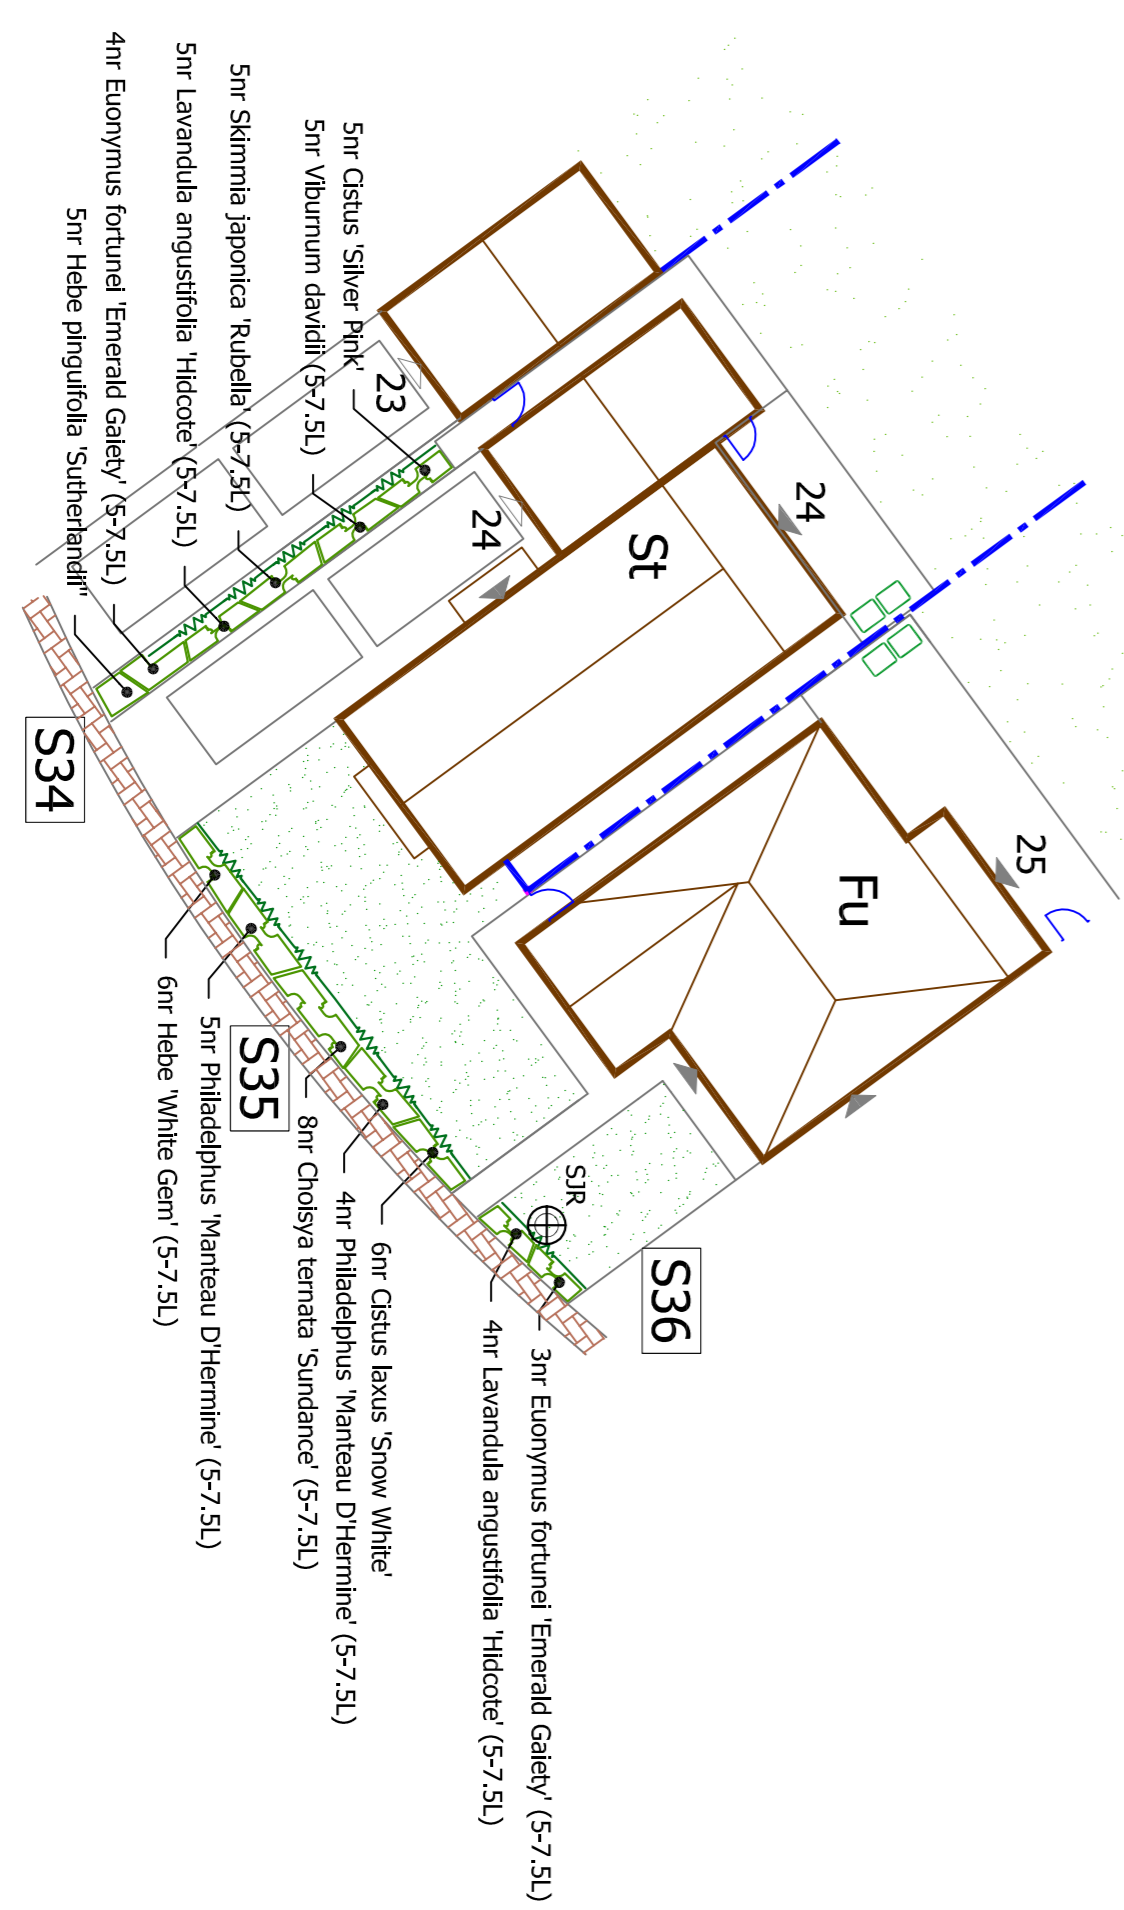 5nr Cistus 'Silver Pink'
5nr Viburnum davidii (5-7.5L)
5nr Skimmia japonica 'Rubella' (5-7.5L)
5nr Lavandula angustifolia 'Hidcote' (5-7.5L)
4nr Euonymus fortunei 'Emerald Gaiety' (5-7.5L)
5nr Hebe pinguifolia 'Sutherlandii''
23
24
24
St
25
Fu
S34
S35
S36
SJR
3nr Euonymus fortunei 'Emerald Gaiety' (5-7.5L)
4nr Lavandula angustifolia 'Hidcote' (5-7.5L)
6nr Cistus laxus 'Snow White'
4nr Philadelphus 'Manteau D'Hermine' (5-7.5L)
8nr Choisya ternata 'Sundance' (5-7.5L)
5nr Philadelphus 'Manteau D'Hermine' (5-7.5L)
6nr Hebe 'White Gem' (5-7.5L)